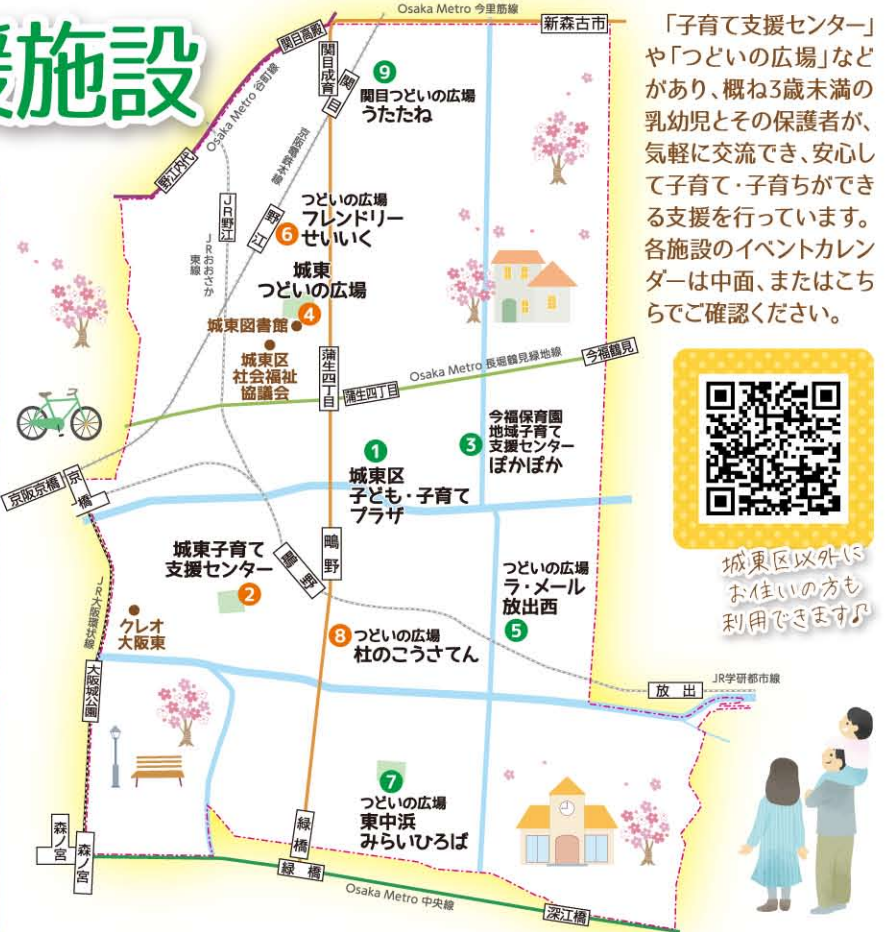 援施設
Osaka Metro 今里筋線
新森古市
関目高殿
関目成育
関目
Osaka Metro 谷町線
野江内代
京阪電鉄本線
JR野江
野江
JRおおさか
東線
9
関目つどいの広場
うたたね
6
つどいの広場
フレンドリー
せいいく
城東
つどいの広場
4
城東図書館
城東区
社会福祉
協議会
蒲生四丁目
蒲生四丁目
Osaka Metro 長堀鶴見緑地線
今福鶴見
1
城東区
子ども・子育て
プラザ
3
今福保育園
地域子育て
支援センター
ぽかぽか
京阪京橋
京橋
城東子育て
支援センター
2
鴫野
鴫野
つどいの広場
ラ・メール
放出西
5
クレオ
大阪東
JR大阪環状線
大阪城公園
8
つどいの広場
杜のこうさてん
放出
JR学研都市線
7
つどいの広場
東中浜
みらいひろば
森ノ宮
森ノ宮
緑橋
緑橋
Osaka Metro 中央線
深江橋
「子育て支援センター」
や「つどいの広場」など
があり、概ね3歳未満の
乳幼児とその保護者が、
気軽に交流でき、安心し
て子育て・子育ちができ
る支援を行っています。
各施設のイベントカレン
ダーは中面、またはこち
らでご確認ください。
城東区以外に
お住いの方も
利用できます♪